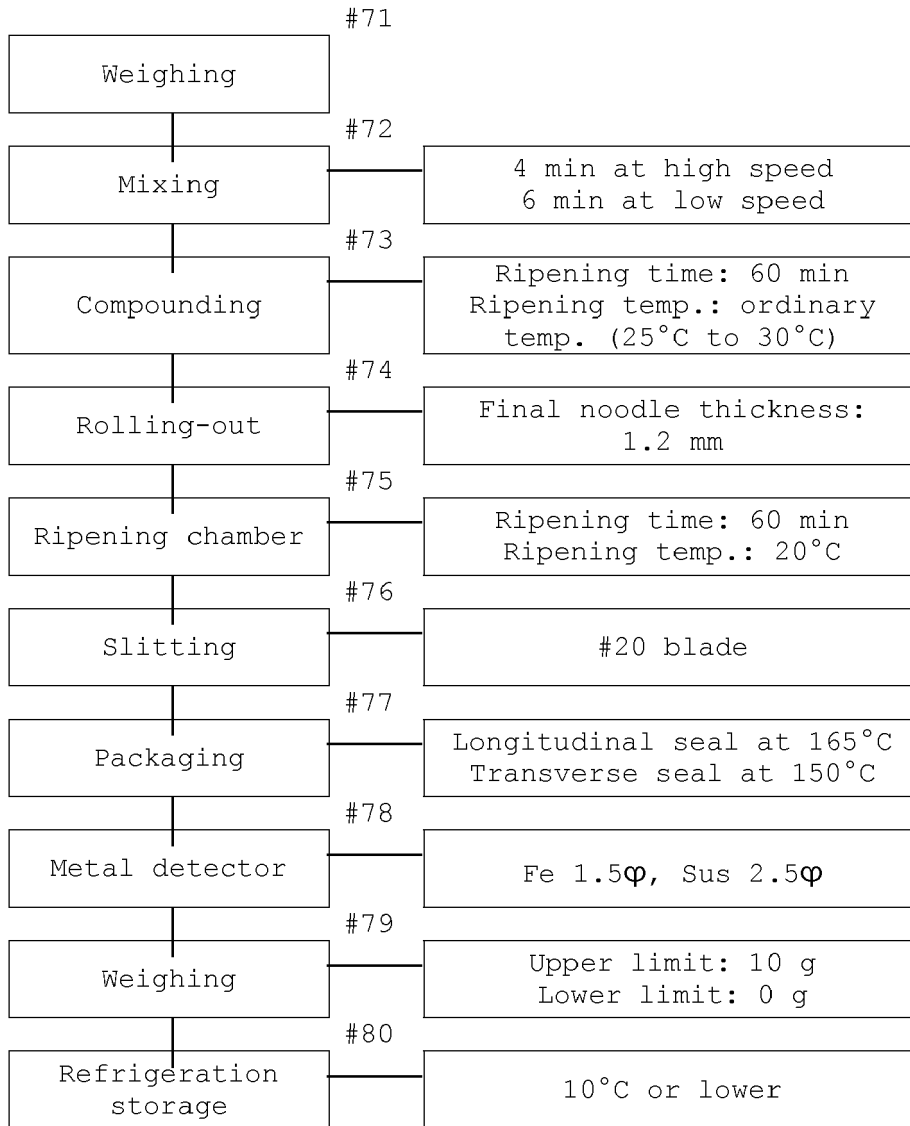 #71
Weighing
#72
Mixing
4 min at high speed
6 min at low speed
#73
Compounding
Ripening time: 60 min
Ripening temp.: ordinary
temp. (25°C to 30°C)
#74
Rolling-out
Final noodle thickness:
1.2 mm
#75
Ripening chamber
Ripening time: 60 min
Ripening temp.: 20°C
#76
Slitting
#20 blade
#77
Packaging
Longitudinal seal at 165°C
Transverse seal at 150°C
#78
Metal detector
Fe 1.5φ, Sus 2.5φ
#79
Weighing
Upper limit: 10 g
Lower limit: 0 g
#80
Refrigeration
storage
10°C or lower